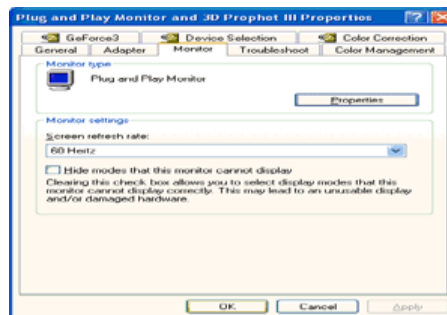 Plug and Play Monitor and 3D Prophet III Properties
GeForce3 Device Selection Color Correction
General Adapter Monitor Troubleshoot Color Management
Monitor type
Plug and Play Monitor
Properties
Monitor settings
Screen refresh rate:
60 Hertz
Hide modes that this monitor cannot display
Clearing this check box allows you to select display modes that this
monitor cannot display correctly. This may lead to an unusable display
and/or damaged hardware.
OK Cancel Apply